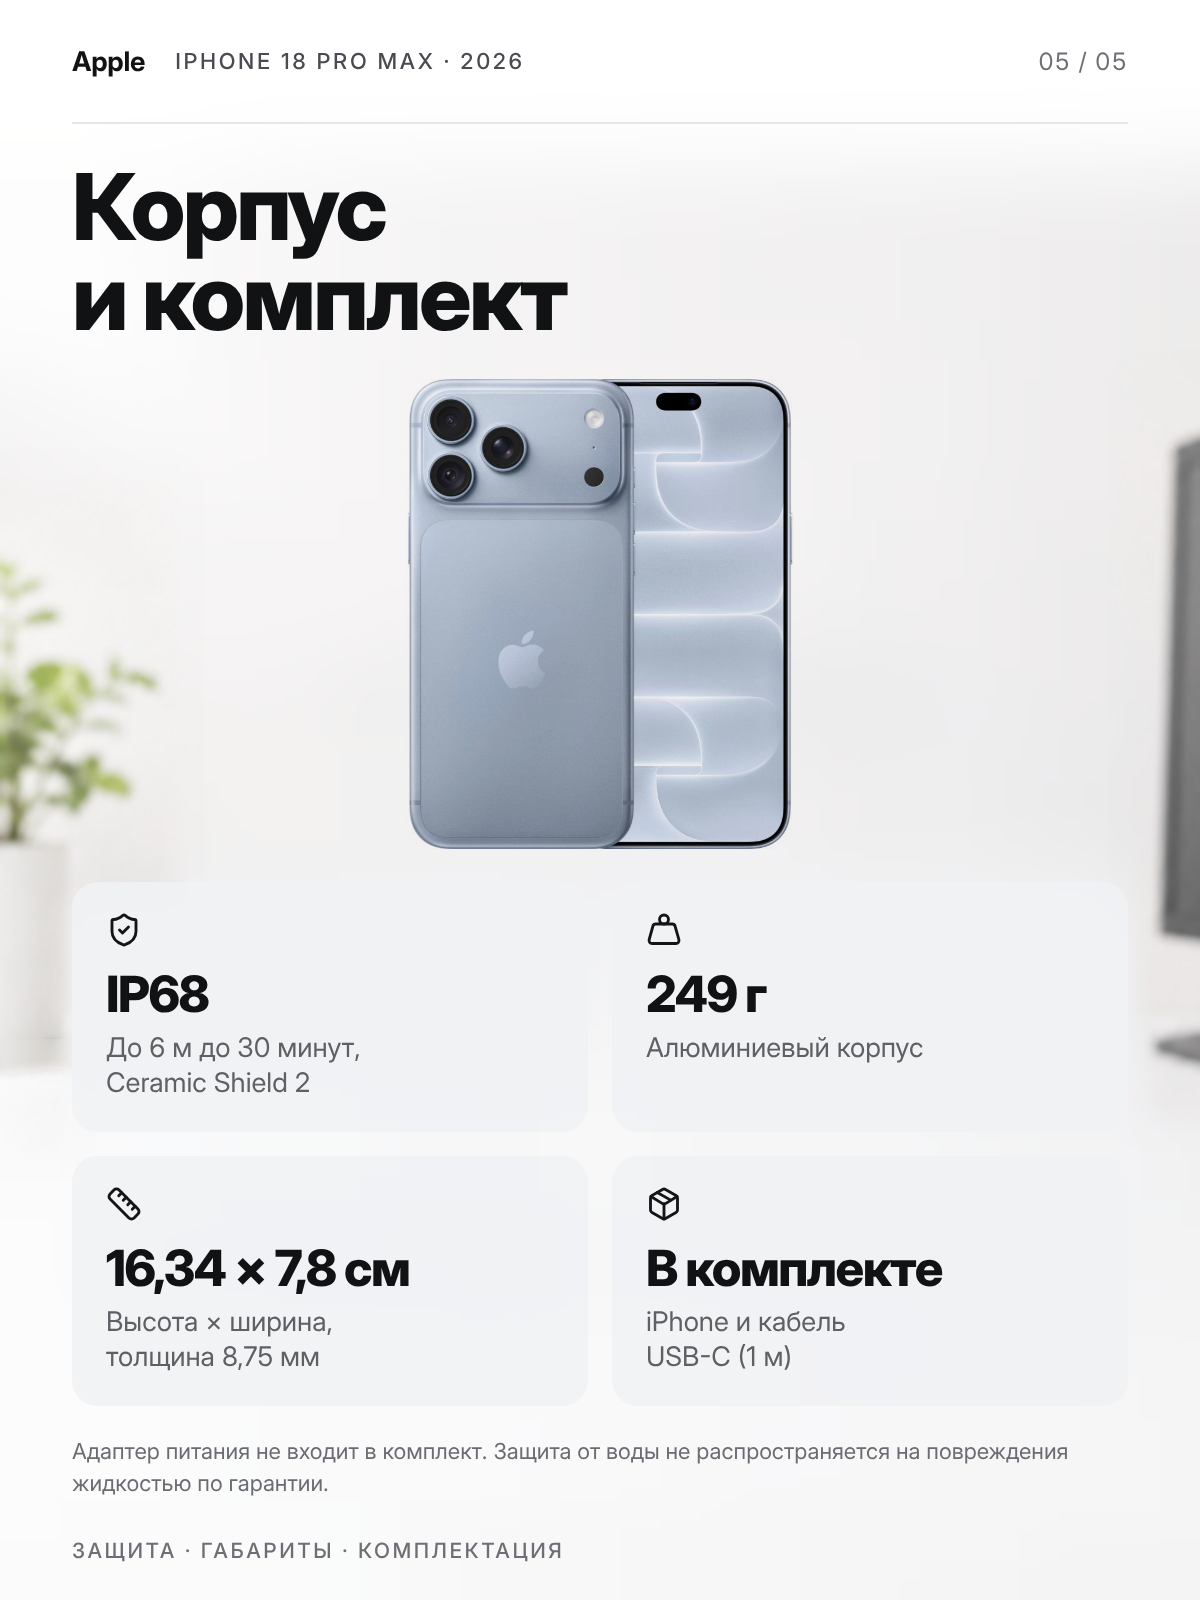 Apple IPHONE 18 PRO MAX · 2026 05 / 05
Корпус
и комплект
IP68
До 6 м до 30 минут,
Ceramic Shield 2
249 г
Алюминиевый корпус
16,34 × 7,8 см
Высота × ширина,
толщина 8,75 мм
В комплекте
iPhone и кабель
USB-C (1 м)
Адаптер питания не входит в комплект. Защита от воды не распространяется на повреждения
жидкостью по гарантии.
ЗАЩИТА · ГАБАРИТЫ · КОМПЛЕКТАЦИЯ